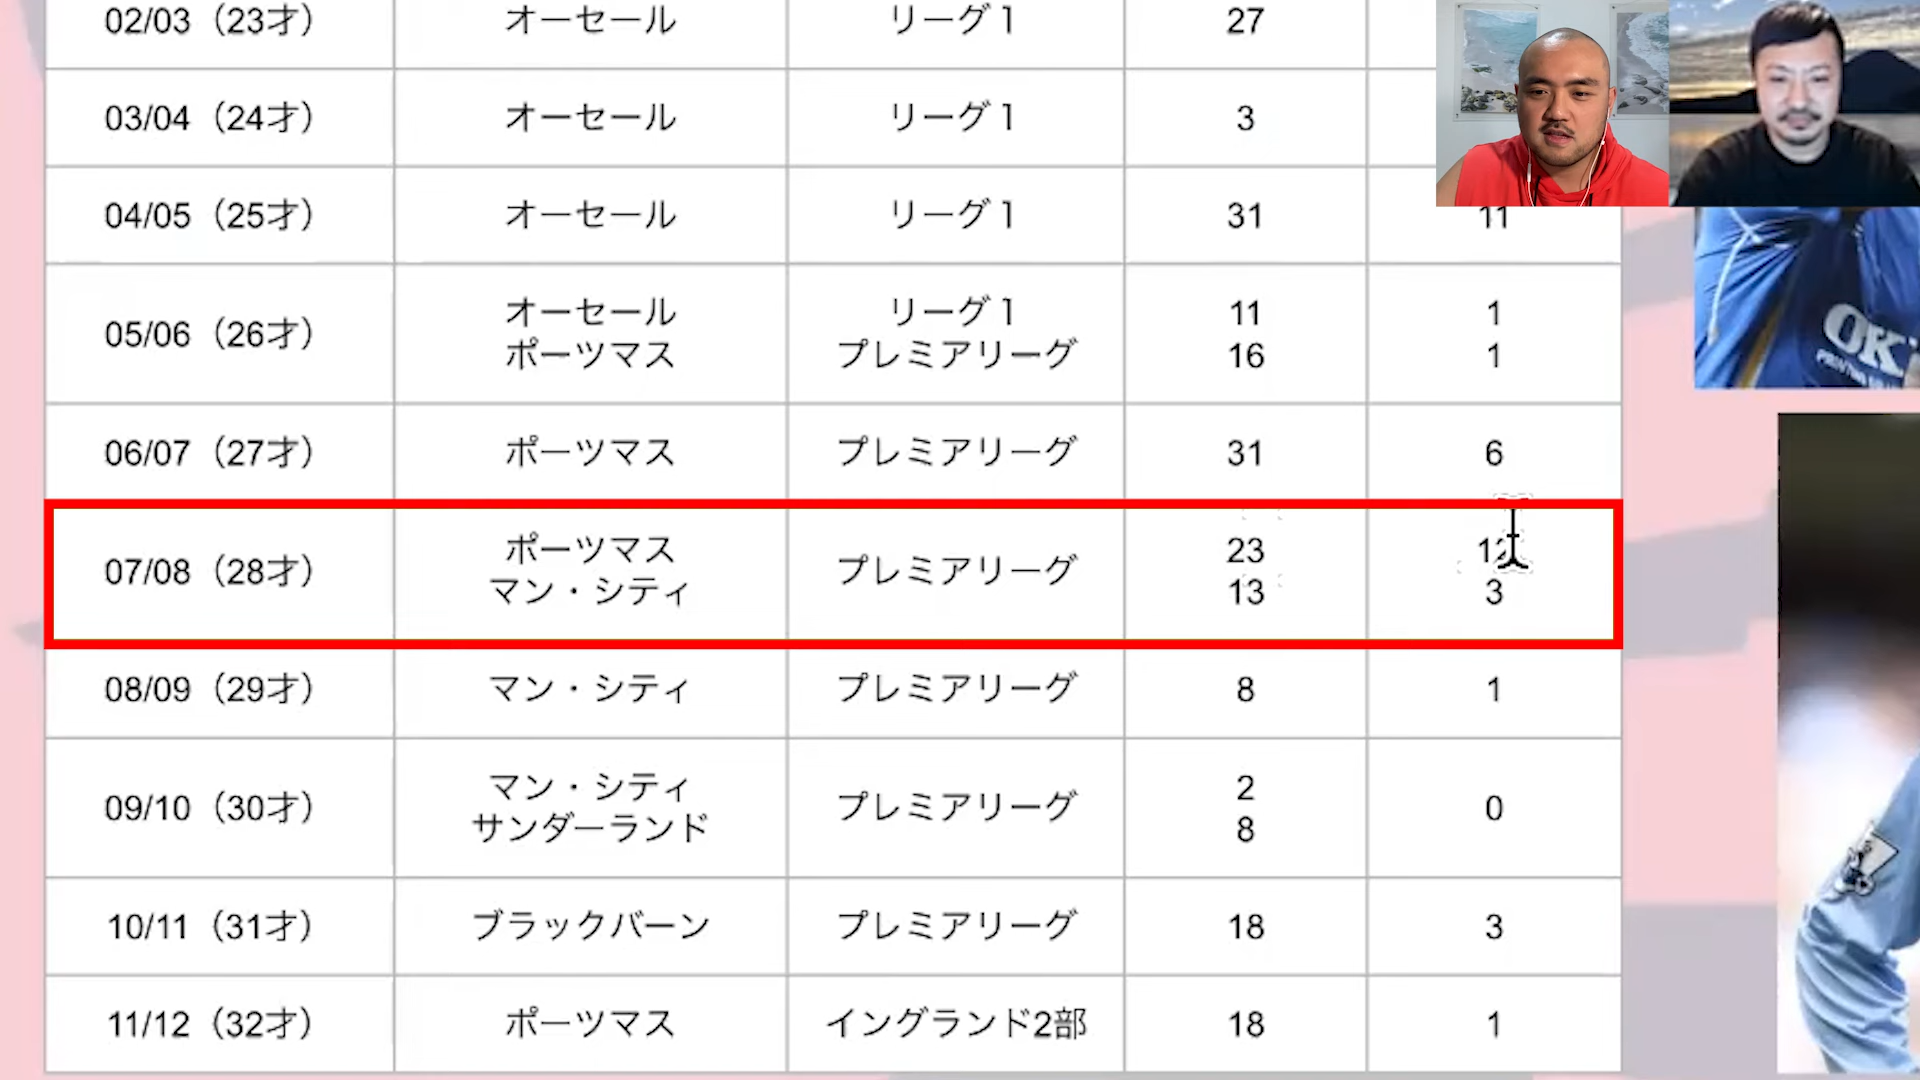 02/03（23才） オーセール リーグ1 27
03/04（24才） オーセール リーグ1 3
04/05（25才） オーセール リーグ1 31 11
05/06（26才） オーセール リーグ1 11 1
ポーツマス プレミアリーグ 16 1
06/07（27才） ポーツマス プレミアリーグ 31 6
07/08（28才） ポーツマス プレミアリーグ 23 12
マン・シティ 13 3
08/09（29才） マン・シティ プレミアリーグ 8 1
09/10（30才） マン・シティ プレミアリーグ 2 0
サンダーランド 8
10/11（31才） ブラックバーン プレミアリーグ 18 3
11/12（32才） ポーツマス イングランド2部 18 1